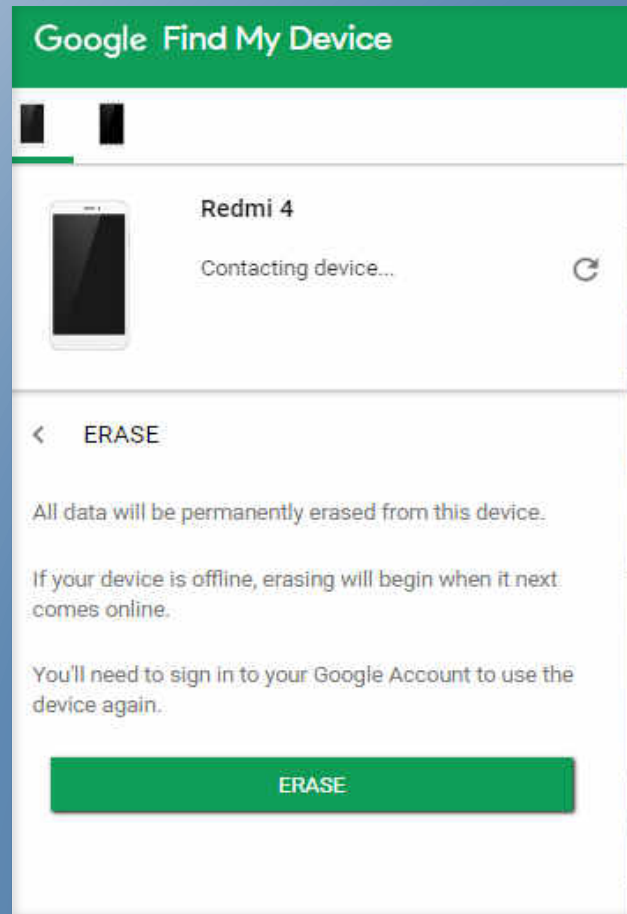 Google Find My Device
Redmi 4
Contacting device...
ERASE
All data will be permanently erased from this device.
If your device is offline, erasing will begin when it next
comes online.
You'll need to sign in to your Google Account to use the
device again.
ERASE